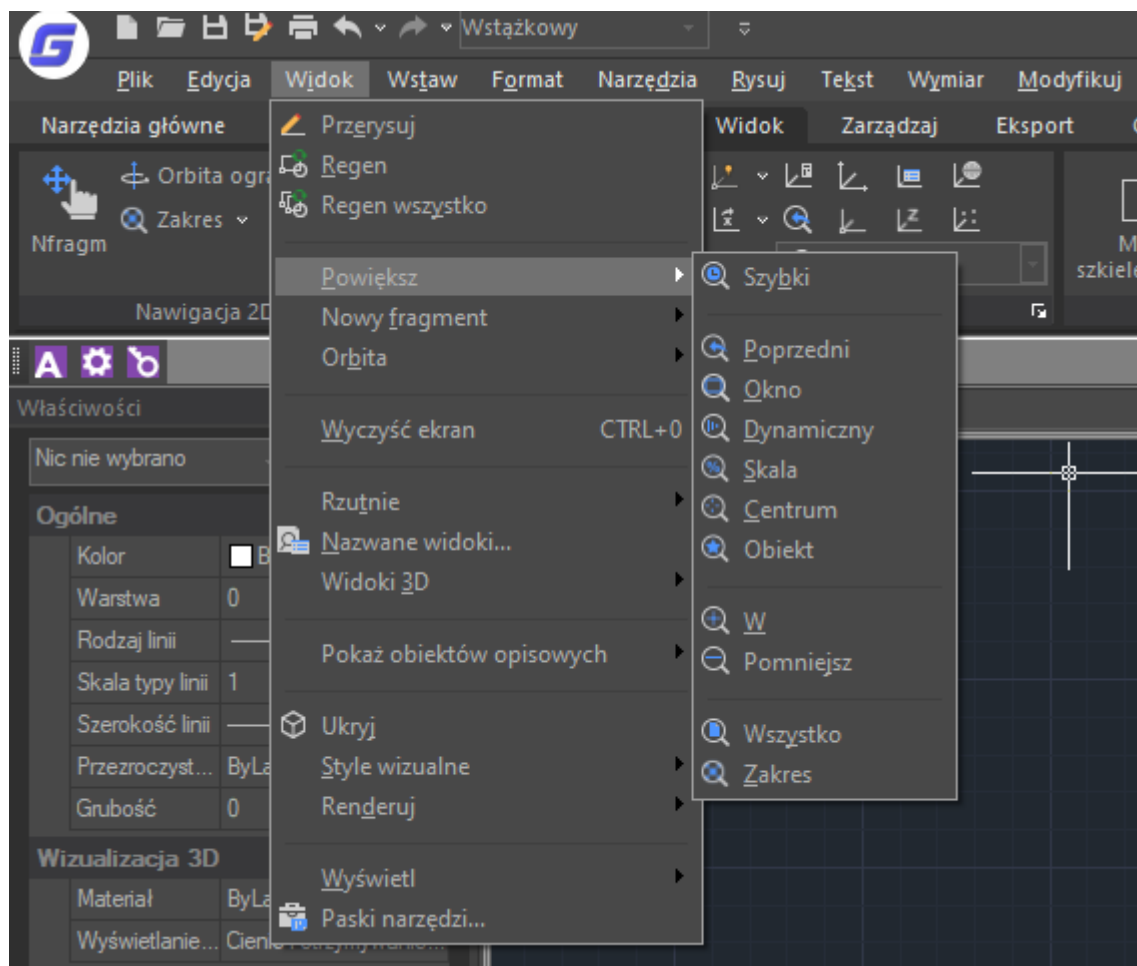 Wstążkowy
Plik Edycja Widok Wstaw Format Narzędzia Rysuj Tekst Wymiar Modyfikuj
Narzędzia główne Widok Zarządzaj Eksport
Orbita
Zakres
Nfragm
Nawigacja 2D
Przerysuj
Regen
Regen wszystko
Powiększ
Nowy fragment
Orbita
Wyczyść ekran CTRL+0
Rzutnie
Nazwane widoki...
Widoki 3D
Pokaż obiektów opisowych
Ukryj
Style wizualne
Renderuj
Wyświetl
Paski narzędzi...
Szybki
Poprzedni
Okno
Dynamiczny
Skala
Centrum
Obiekt
W
Pomniejsz
Wszystko
Zakres
Właściwości
Nic nie wybrano
Ogólne
Kolor
Warstwa 0
Rodzaj linii
Skala typy linii 1
Szerokość linii
Przezroczyst... ByLa
Grubość 0
Wizualizacja 3D
Materiał ByLa
Wyświetlanie...